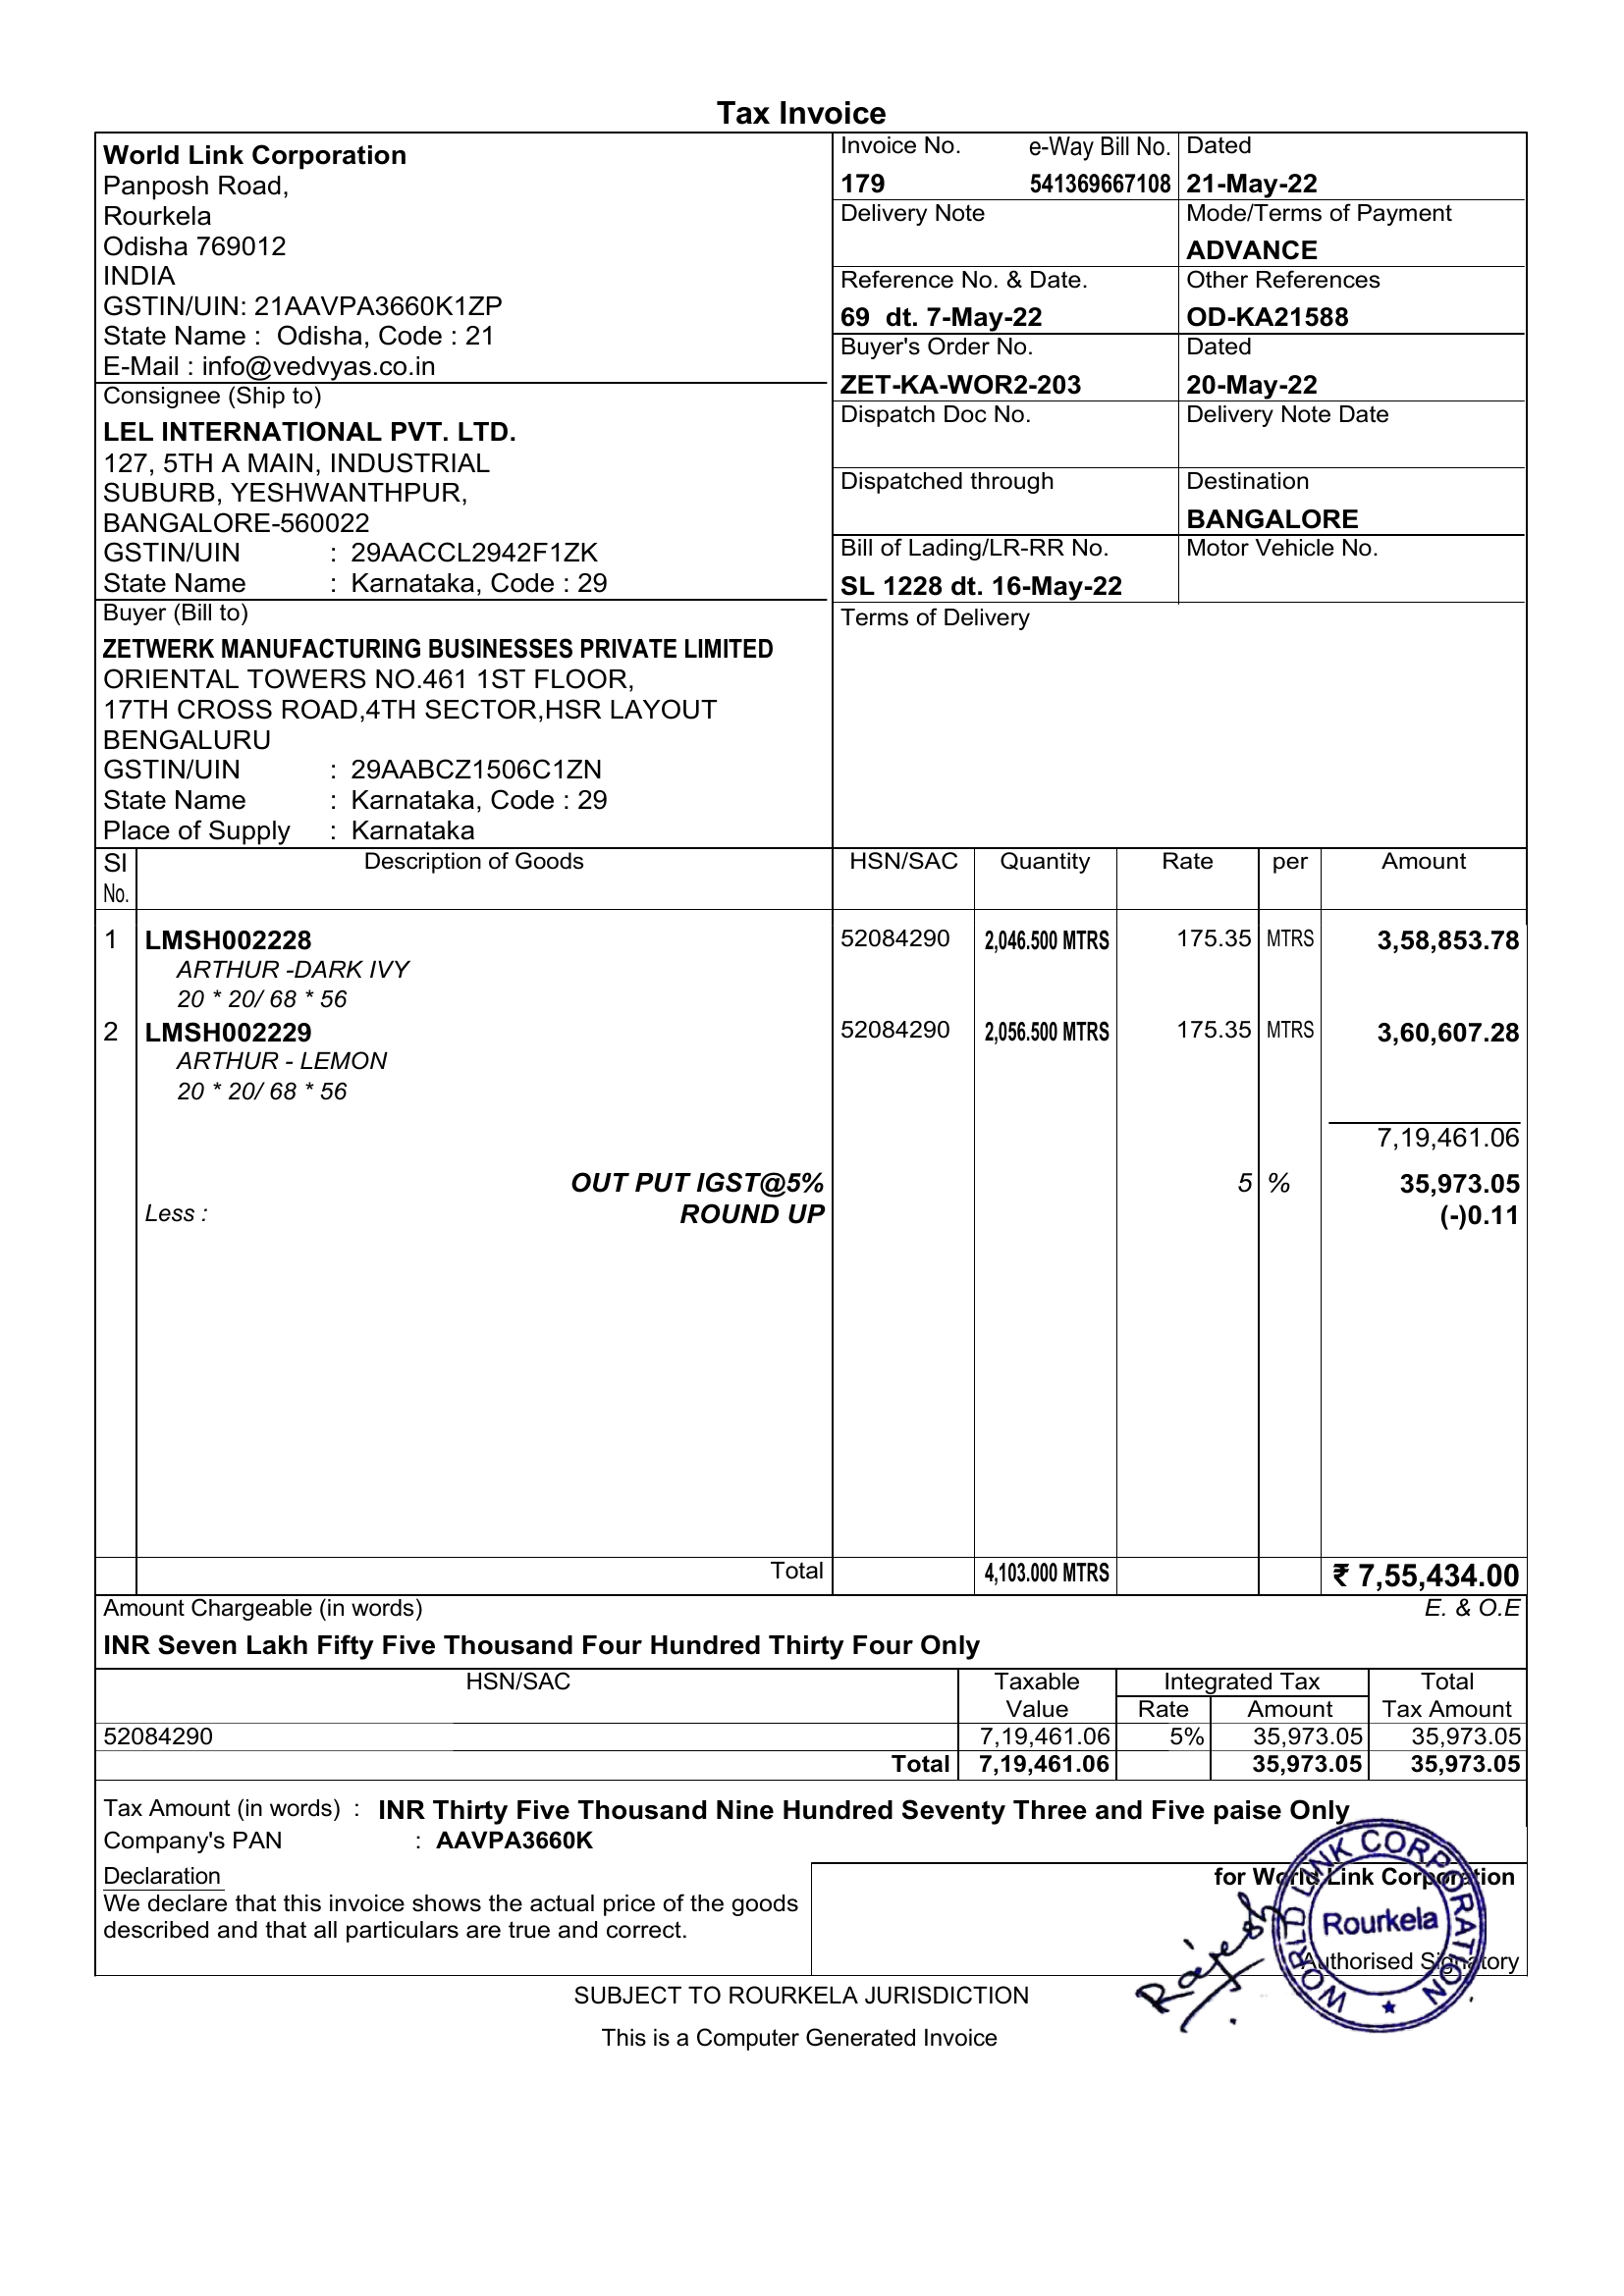 Tax Invoice
World Link Corporation
Panposh Road,
Rourkela
Odisha 769012
INDIA
GSTIN/UIN: 21AAVPA3660K1ZP
State Name : Odisha, Code : 21
E-Mail : info@vedvyas.co.in
Invoice No. e-Way Bill No. Dated
179 541369667108 21-May-22
Delivery Note Mode/Terms of Payment
ADVANCE
Reference No. & Date. Other References
69 dt. 7-May-22 OD-KA21588
Buyer's Order No. Dated
ZET-KA-WOR2-203 20-May-22
Dispatch Doc No. Delivery Note Date
Dispatched through Destination
BANGALORE
Bill of Lading/LR-RR No. Motor Vehicle No.
SL 1228 dt. 16-May-22
Terms of Delivery
Consignee (Ship to)
LEL INTERNATIONAL PVT. LTD.
127, 5TH A MAIN, INDUSTRIAL
SUBURB, YESHWANTHPUR,
BANGALORE-560022
GSTIN/UIN : 29AACCL2942F1ZK
State Name : Karnataka, Code : 29
Buyer (Bill to)
ZETWERK MANUFACTURING BUSINESSES PRIVATE LIMITED
ORIENTAL TOWERS NO.461 1ST FLOOR,
17TH CROSS ROAD,4TH SECTOR,HSR LAYOUT
BENGALURU
GSTIN/UIN : 29AABCZ1506C1ZN
State Name : Karnataka, Code : 29
Place of Supply : Karnataka
Sl No. Description of Goods HSN/SAC Quantity Rate per Amount
1 LMSH002228 52084290 2,046.500 MTRS 175.35 MTRS 3,58,853.78
ARTHUR -DARK IVY
20 * 20/ 68 * 56
2 LMSH002229 52084290 2,056.500 MTRS 175.35 MTRS 3,60,607.28
ARTHUR - LEMON
20 * 20/ 68 * 56
7,19,461.06
OUT PUT IGST@5% 5 % 35,973.05
Less : ROUND UP (-)0.11
Total 4,103.000 MTRS ₹ 7,55,434.00
Amount Chargeable (in words) E. & O.E
INR Seven Lakh Fifty Five Thousand Four Hundred Thirty Four Only
HSN/SAC Taxable Value Integrated Tax Total Tax Amount
Rate Amount
52084290 7,19,461.06 5% 35,973.05 35,973.05
Total 7,19,461.06 35,973.05 35,973.05
Tax Amount (in words) : INR Thirty Five Thousand Nine Hundred Seventy Three and Five paise Only
Company's PAN : AAVPA3660K
Declaration
We declare that this invoice shows the actual price of the goods
described and that all particulars are true and correct.
for World Link Corporation
WORLD LINK CORPORATION
Rourkela
Rajesh
Authorised Signatory
SUBJECT TO ROURKELA JURISDICTION
This is a Computer Generated Invoice